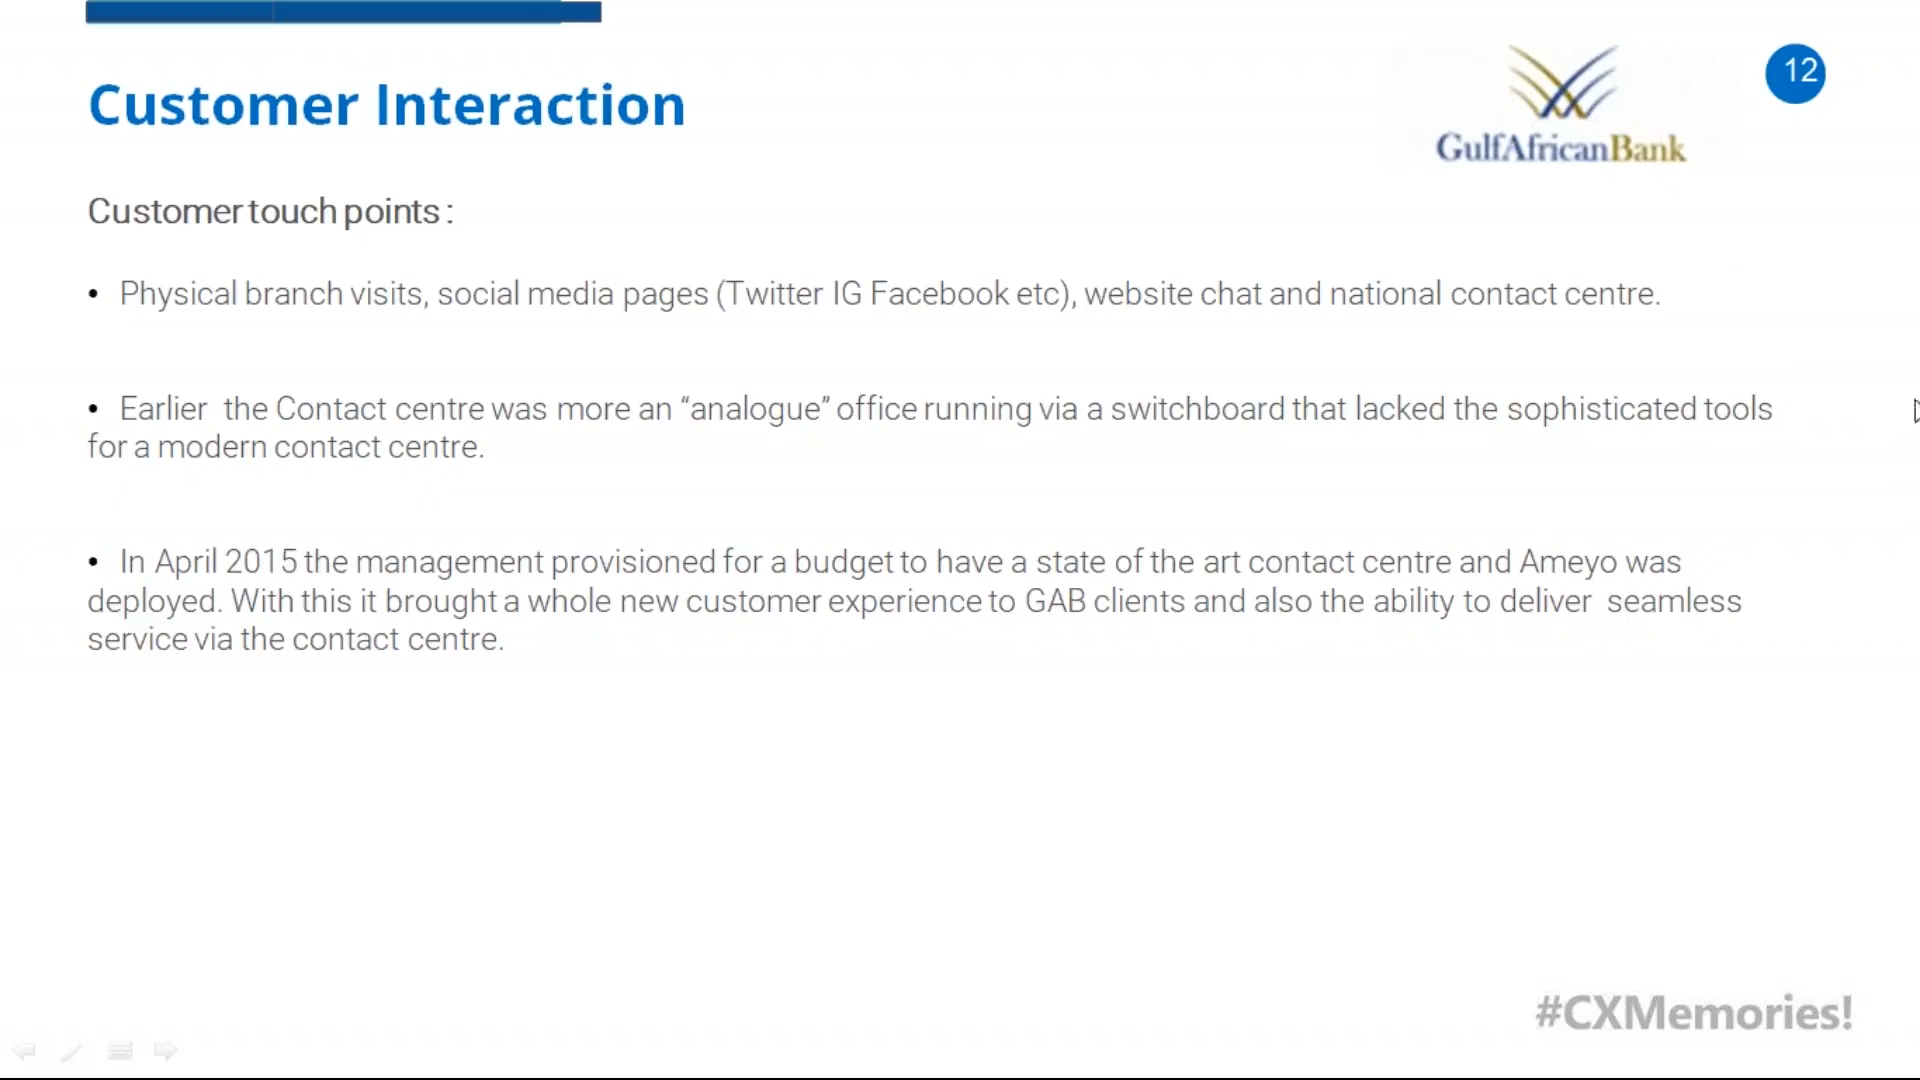 12
Customer Interaction
GulfAfricanBank
Customer touch points :
• Physical branch visits, social media pages (Twitter IG Facebook etc), website chat and national contact centre.
• Earlier the Contact centre was more an “analogue” office running via a switchboard that lacked the sophisticated tools
for a modern contact centre.
• In April 2015 the management provisioned for a budget to have a state of the art contact centre and Ameyo was
deployed. With this it brought a whole new customer experience to GAB clients and also the ability to deliver seamless
service via the contact centre.
#CXMemories!